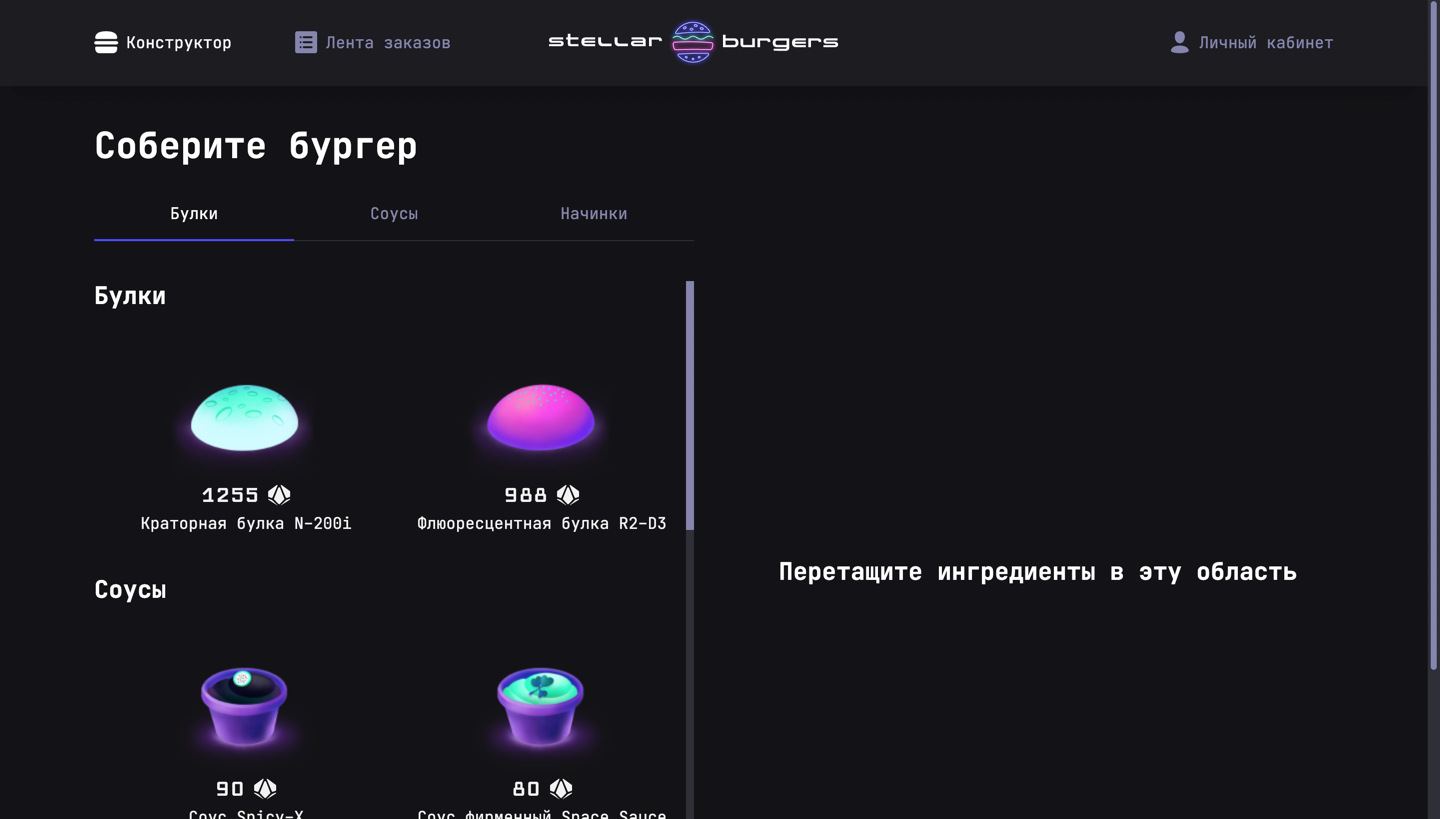 Конструктор
Лента заказов
stellar burgers
Личный кабинет
Соберите бургер
Булки
Соусы
Начинки
Булки
1255
988
Краторная булка N-200i
Флюоресцентная булка R2-D3
Соусы
Перетащите ингредиенты в эту область
90
80
Соус Spicy-X
Соус фирменный Space Sauce